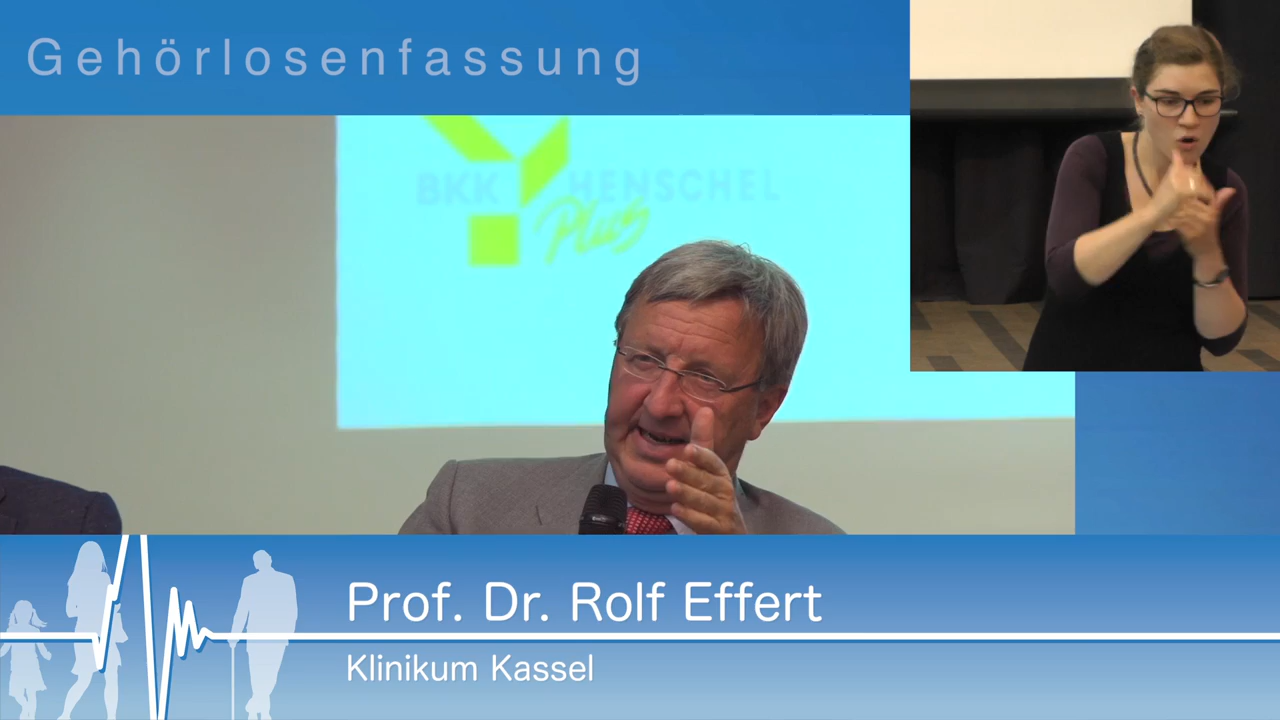 Gehörlosenfassung
BKK HENSCHEL
Plus
Prof. Dr. Rolf Effert
Klinikum Kassel